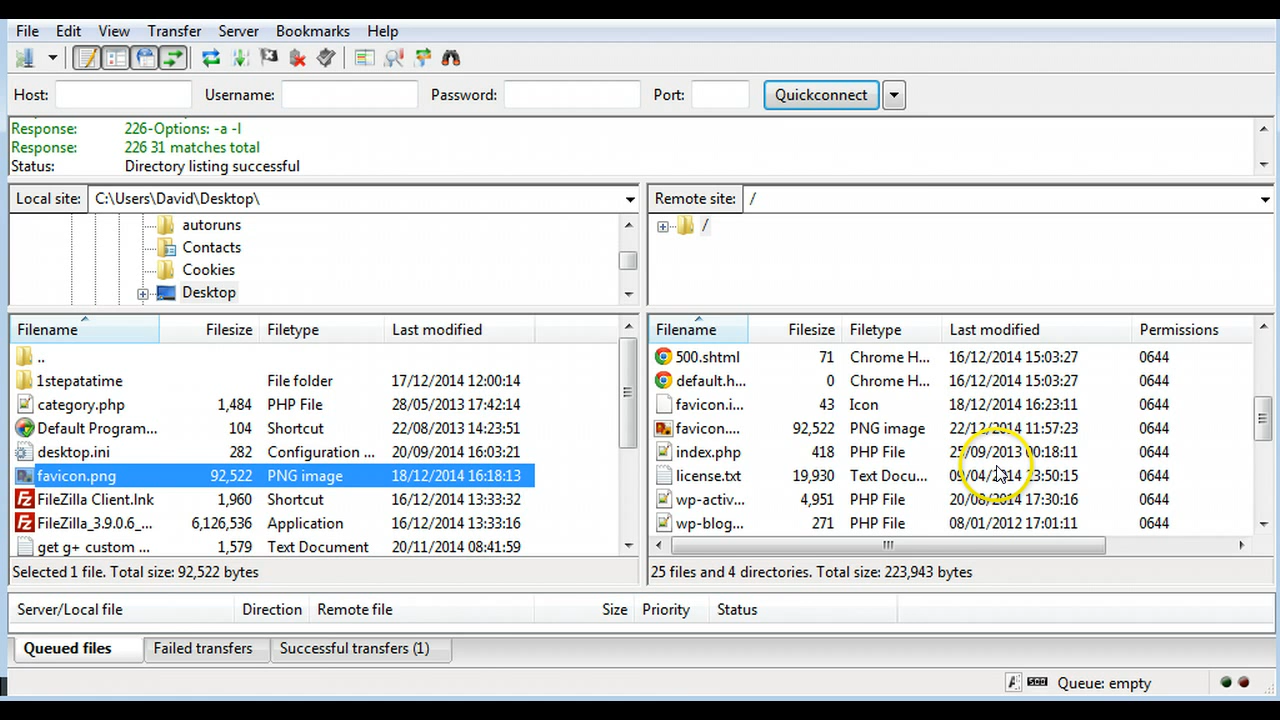 File Edit View Transfer Server Bookmarks Help
Host: Username: Password: Port: Quickconnect
Response: 226-Options: -a -l
Response: 226 31 matches total
Status: Directory listing successful
Local site: C:\Users\David\Desktop\
autoruns
Contacts
Cookies
Desktop
Filename Filesize Filetype Last modified
..
1stepatatime File folder 17/12/2014 12:00:14
category.php 1,484 PHP File 28/05/2013 17:42:14
Default Program... 104 Shortcut 22/08/2013 14:23:51
desktop.ini 282 Configuration ... 20/09/2014 16:03:21
favicon.png 92,522 PNG image 18/12/2014 16:18:13
FileZilla Client.lnk 1,960 Shortcut 16/12/2014 13:33:32
FileZilla_3.9.0.6_... 6,126,536 Application 16/12/2014 13:33:16
get g+ custom ... 1,579 Text Document 20/11/2014 08:41:59
Selected 1 file. Total size: 92,522 bytes
Remote site: /
/
Filename Filesize Filetype Last modified Permissions
500.shtml 71 Chrome H... 16/12/2014 15:03:27 0644
default.h... 0 Chrome H... 16/12/2014 15:03:27 0644
favicon.i... 43 Icon 18/12/2014 16:23:11 0644
favicon.... 92,522 PNG image 22/12/2014 11:57:23 0644
index.php 418 PHP File 25/09/2013 00:18:11 0644
license.txt 19,930 Text Docu... 09/04/2014 23:50:15 0644
wp-activ... 4,951 PHP File 20/08/2014 17:30:16 0644
wp-blog... 271 PHP File 08/01/2012 17:01:11 0644
25 files and 4 directories. Total size: 223,943 bytes
Server/Local file Direction Remote file Size Priority Status
Queued files Failed transfers Successful transfers (1)
Queue: empty